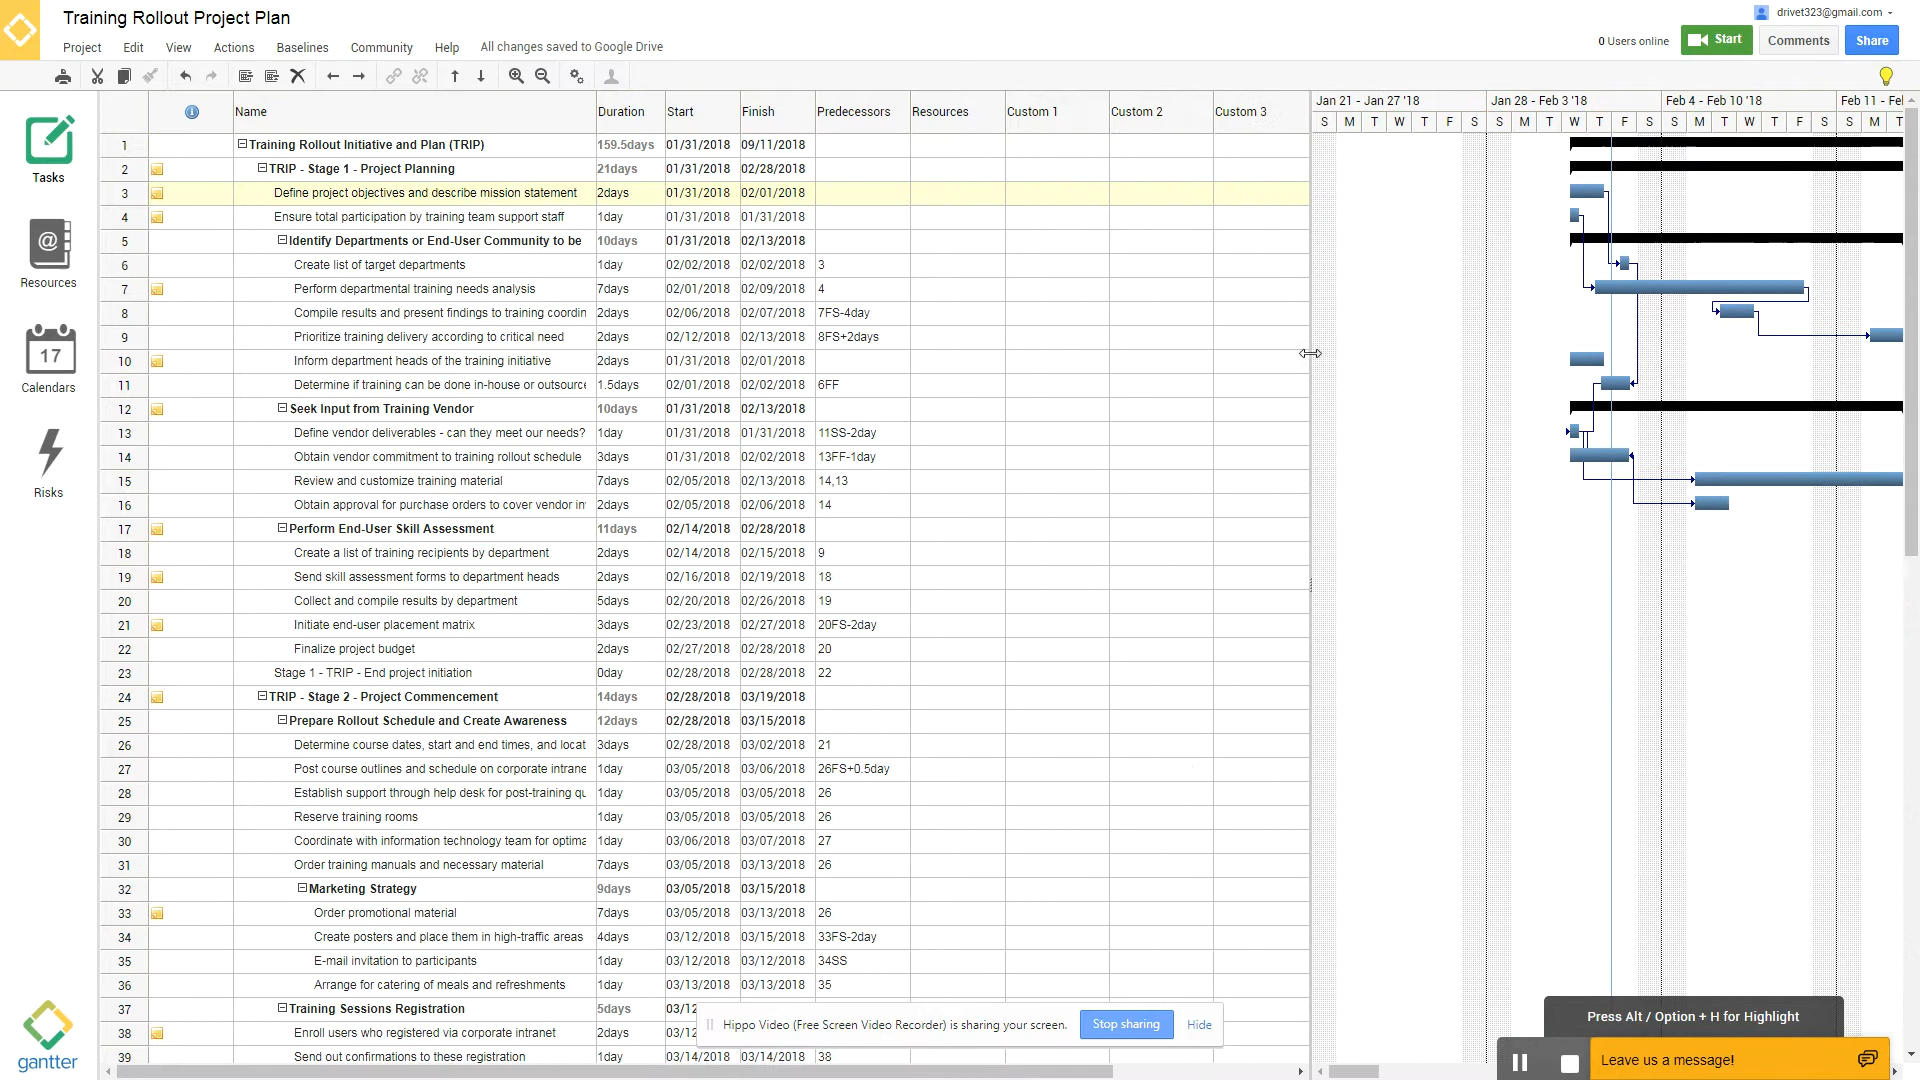 Training Rollout Project Plan
drivet323@gmail.com
Project Edit View Actions Baselines Community Help All changes saved to Google Drive
0 Users online Start Comments Share
Name Duration Start Finish Predecessors Resources Custom 1 Custom 2 Custom 3
Jan 21 - Jan 27 '18 Jan 28 - Feb 3 '18 Feb 4 - Feb 10 '18 Feb 11 - Fel
S M T W T F S S M T W T F S S M T W T F S S M T
Tasks
@
Resources
17
Calendars
Risks
gantter
1 Training Rollout Initiative and Plan (TRIP) 159.5days 01/31/2018 09/11/2018
2 TRIP - Stage 1 - Project Planning 21days 01/31/2018 02/28/2018
3 Define project objectives and describe mission statement 2days 01/31/2018 02/01/2018
4 Ensure total participation by training team support staff 1day 01/31/2018 01/31/2018
5 Identify Departments or End-User Community to be 10days 01/31/2018 02/13/2018
6 Create list of target departments 1day 02/02/2018 02/02/2018 3
7 Perform departmental training needs analysis 7days 02/01/2018 02/09/2018 4
8 Compile results and present findings to training coordin 2days 02/06/2018 02/07/2018 7FS-4day
9 Prioritize training delivery according to critical need 2days 02/12/2018 02/13/2018 8FS+2days
10 Inform department heads of the training initiative 2days 01/31/2018 02/01/2018
11 Determine if training can be done in-house or outsource 1.5days 02/01/2018 02/02/2018 6FF
12 Seek Input from Training Vendor 10days 01/31/2018 02/13/2018
13 Define vendor deliverables - can they meet our needs? 1day 01/31/2018 01/31/2018 11SS-2day
14 Obtain vendor commitment to training rollout schedule 3days 01/31/2018 02/02/2018 13FF-1day
15 Review and customize training material 7days 02/05/2018 02/13/2018 14,13
16 Obtain approval for purchase orders to cover vendor in 2days 02/05/2018 02/06/2018 14
17 Perform End-User Skill Assessment 11days 02/14/2018 02/28/2018
18 Create a list of training recipients by department 2days 02/14/2018 02/15/2018 9
19 Send skill assessment forms to department heads 2days 02/16/2018 02/19/2018 18
20 Collect and compile results by department 5days 02/20/2018 02/26/2018 19
21 Initiate end-user placement matrix 3days 02/23/2018 02/27/2018 20FS-2day
22 Finalize project budget 2days 02/27/2018 02/28/2018 20
23 Stage 1 - TRIP - End project initiation 0day 02/28/2018 02/28/2018 22
24 TRIP - Stage 2 - Project Commencement 14days 02/28/2018 03/19/2018
25 Prepare Rollout Schedule and Create Awareness 12days 02/28/2018 03/15/2018
26 Determine course dates, start and end times, and locat 3days 02/28/2018 03/02/2018 21
27 Post course outlines and schedule on corporate intrane 1day 03/05/2018 03/06/2018 26FS+0.5day
28 Establish support through help desk for post-training qu 1day 03/05/2018 03/05/2018 26
29 Reserve training rooms 1day 03/05/2018 03/05/2018 26
30 Coordinate with information technology team for optima 1day 03/06/2018 03/07/2018 27
31 Order training manuals and necessary material 7days 03/05/2018 03/13/2018 26
32 Marketing Strategy 9days 03/05/2018 03/15/2018
33 Order promotional material 7days 03/05/2018 03/13/2018 26
34 Create posters and place them in high-traffic areas 4days 03/12/2018 03/15/2018 33FS-2day
35 E-mail invitation to participants 1day 03/12/2018 03/12/2018 34SS
36 Arrange for catering of meals and refreshments 1day 03/13/2018 03/13/2018 35
37 Training Sessions Registration 5days 03/12
38 Enroll users who registered via corporate intranet 2days 03/12
39 Send out confirmations to these registration 1day 03/14/2018 03/14/2018 38
Hippo Video (Free Screen Video Recorder) is sharing your screen. Stop sharing Hide
Press Alt / Option + H for Highlight
Leave us a message!